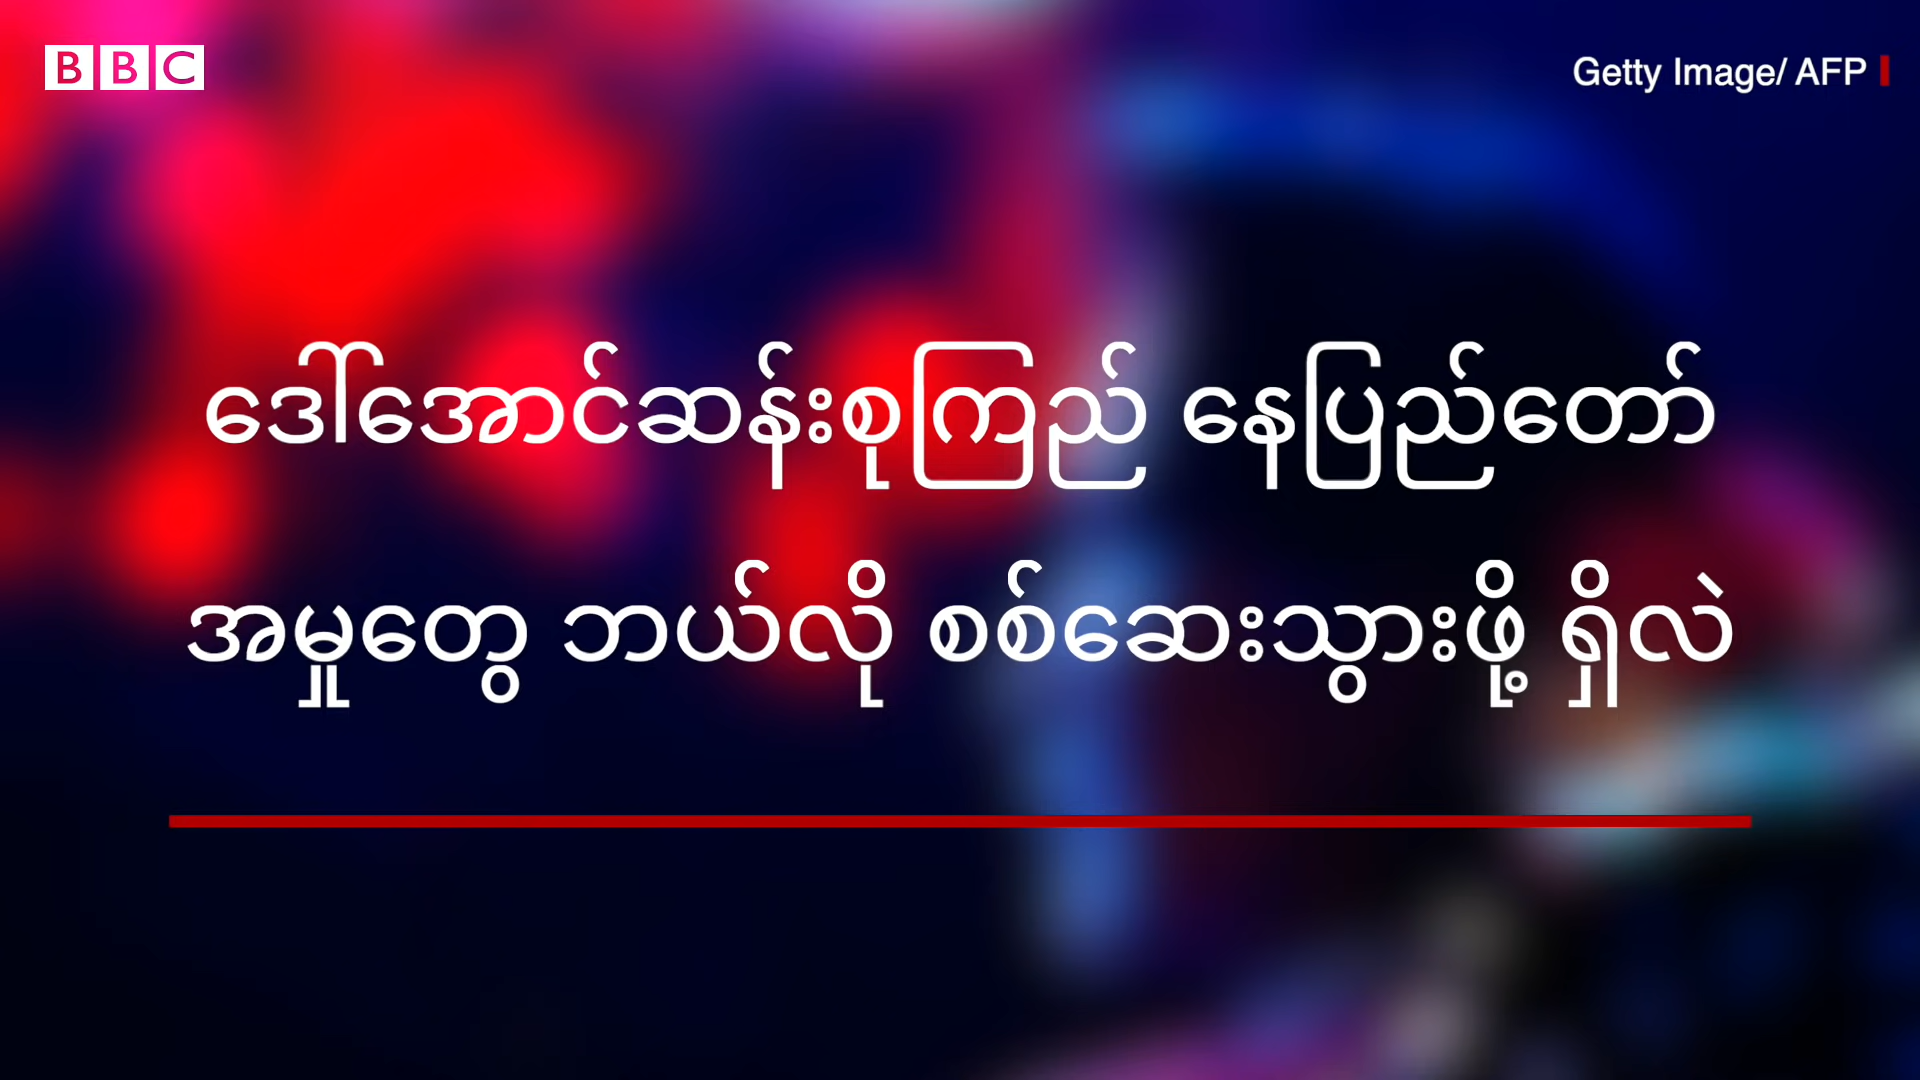 BBC
Getty Image/ AFP
ဒေါ်အောင်ဆန်းစုကြည် နေပြည်တော်
အမှုတွေ ဘယ်လို စစ်ဆေးသွားဖို့ ရှိလဲ